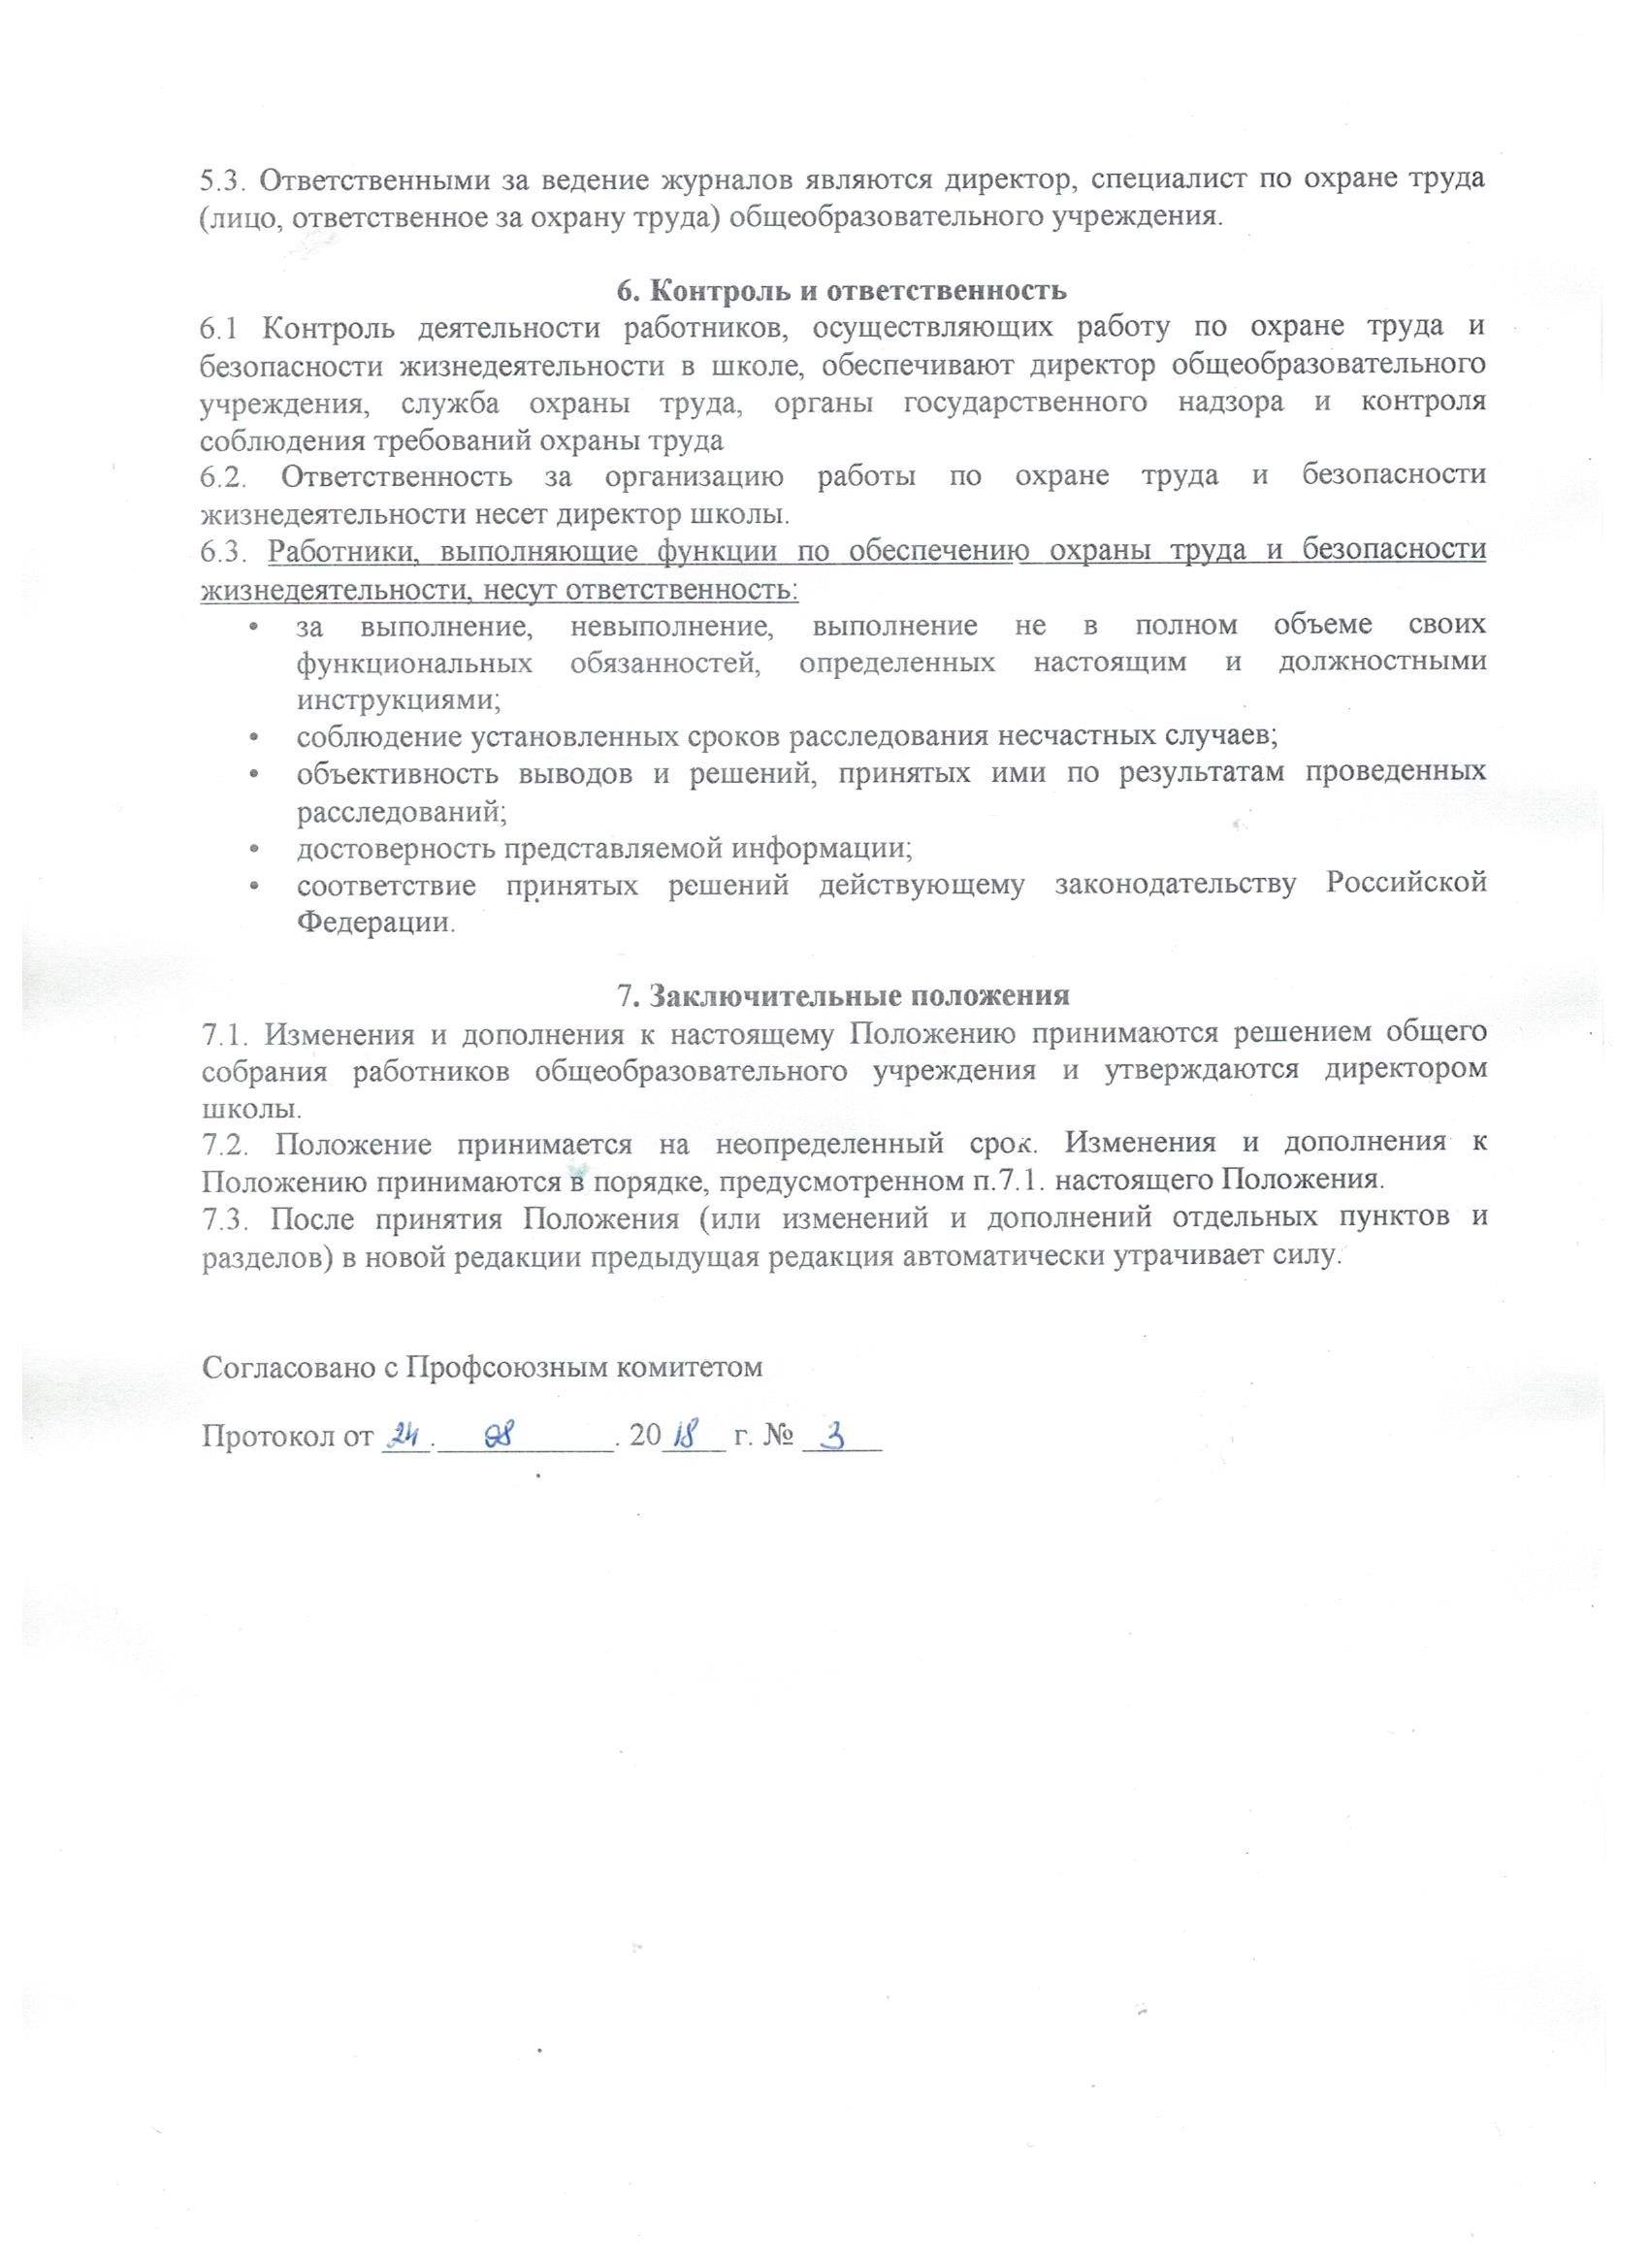 5.3. Ответственными за ведение журналов являются директор, специалист по охране труда
(лицо, ответственное за охрану труда) общеобразовательного учреждения.
6. Контроль и ответственность
6.1 Контроль деятельности работников, осуществляющих работу по охране труда и
безопасности жизнедеятельности в школе, обеспечивают директор общеобразовательного
учреждения, служба охраны труда, органы государственного надзора и контроля
соблюдения требований охраны труда
6.2. Ответственность за организацию работы по охране труда и безопасности
жизнедеятельности несет директор школы.
6.3. Работники, выполняющие функции по обеспечению охраны труда и безопасности
жизнедеятельности, несут ответственность:
• за выполнение, невыполнение, выполнение не в полном объеме своих
функциональных обязанностей, определенных настоящим и должностными
инструкциями;
• соблюдение установленных сроков расследования несчастных случаев;
• объективность выводов и решений, принятых ими по результатам проведенных
расследований;
• достоверность представляемой информации;
• соответствие принятых решений действующему законодательству Российской
Федерации.
7. Заключительные положения
7.1. Изменения и дополнения к настоящему Положению принимаются решением общего
собрания работников общеобразовательного учреждения и утверждаются директором
школы.
7.2. Положение принимается на неопределенный срок. Изменения и дополнения к
Положению принимаются в порядке, предусмотренном п.7.1. настоящего Положения.
7.3. После принятия Положения (или изменений и дополнений отдельных пунктов и
разделов) в новой редакции предыдущая редакция автоматически утрачивает силу.
Согласовано с Профсоюзным комитетом
Протокол от 24. 08. 2018 г. № 3